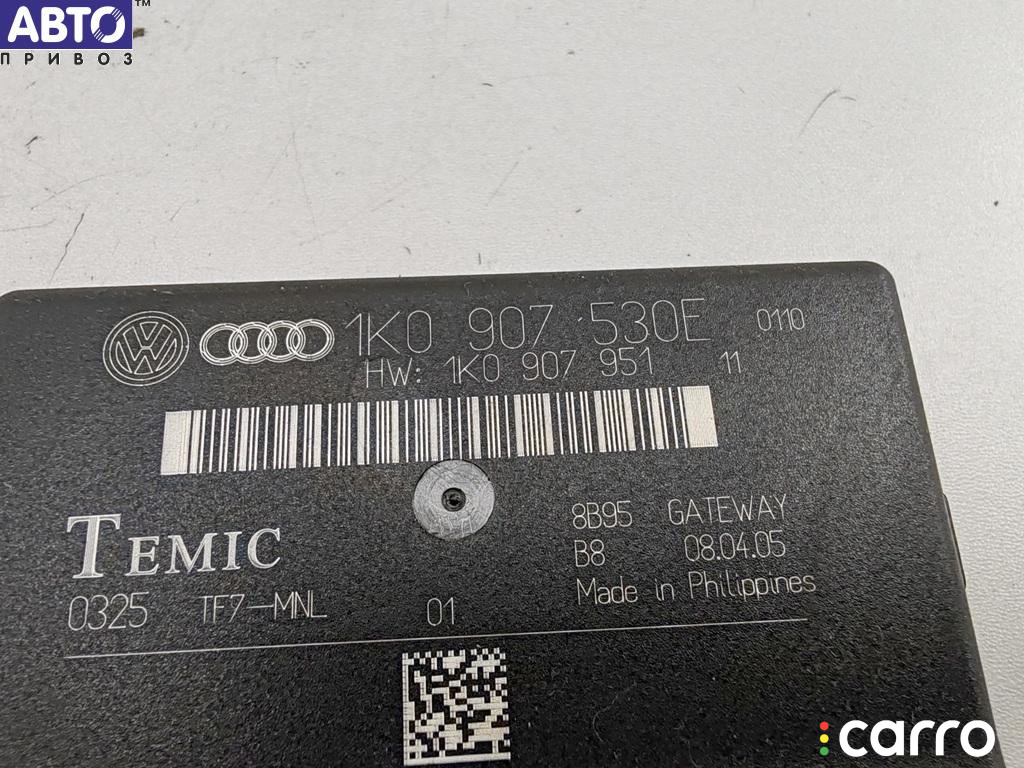 АВТО™
ПРИВОЗ
1K0 907 530E 0110
HW: 1K0 907 951 11
TEMIC
8B95 GATEWAY
B8 08.04.05
Made in Philippines
0325 TF7-MNL 01
carro